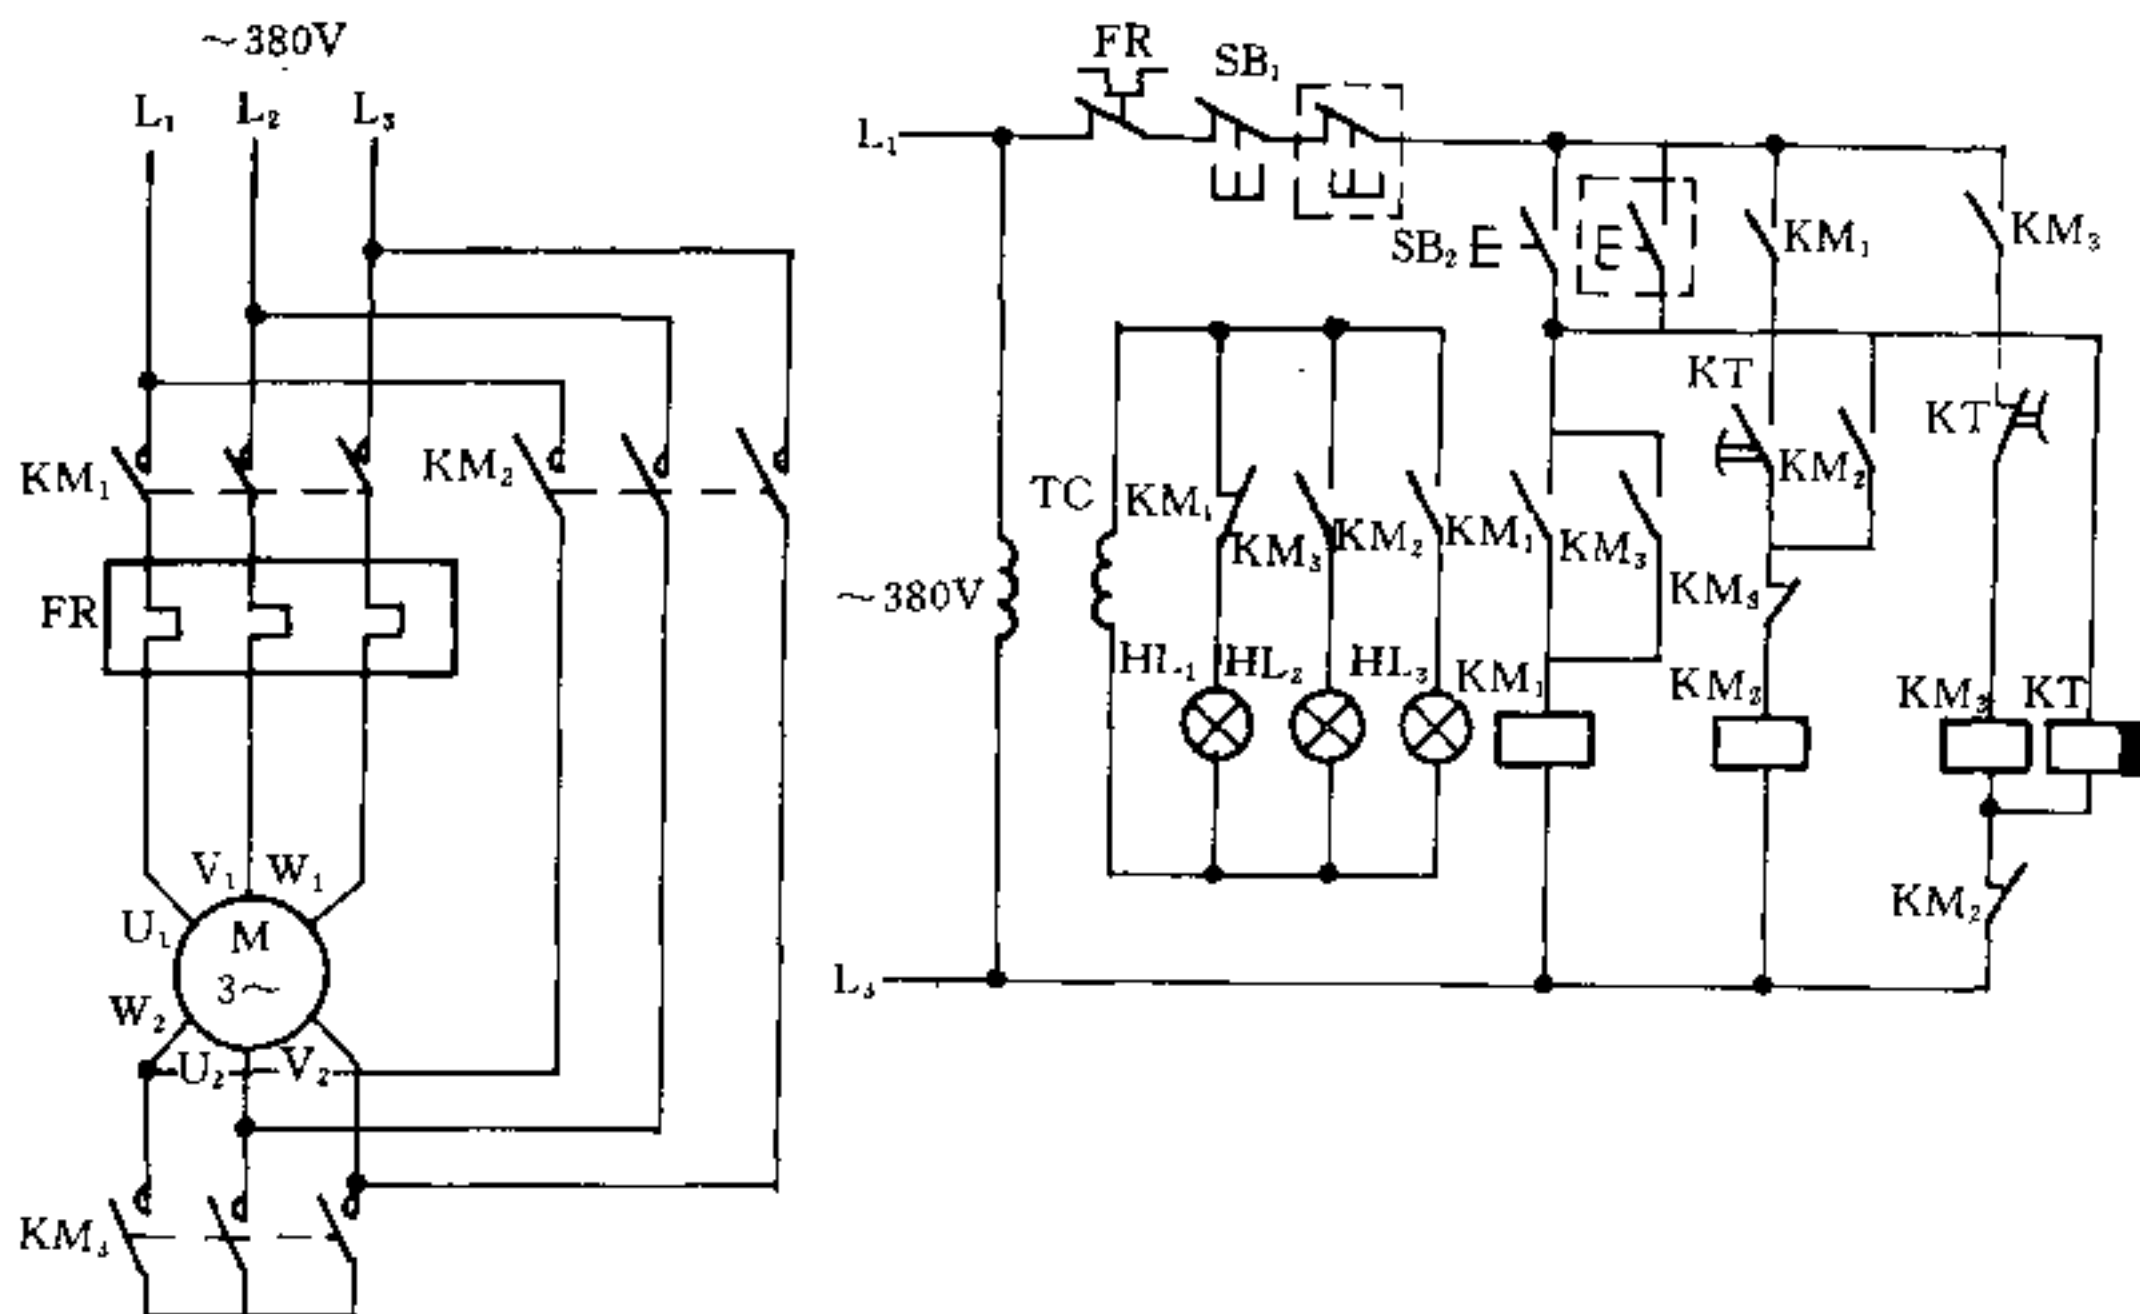 ~380V
L₁ L₂ L₃
KM₁
KM₂
FR
V₁ W₁
U₁
M
3~
W₂
U₂ V₂
KM₃
FR
SB₁
L₁
SB₂
KM₁
KM₃
KT
KM₂
KT
TC
KM₁
KM₃
KM₂
KM₁
KM₃
KM₃
~380V
HL₁ HL₂ HL₃
KM₁
KM₂
KM₃
KT
KM₂
L₃